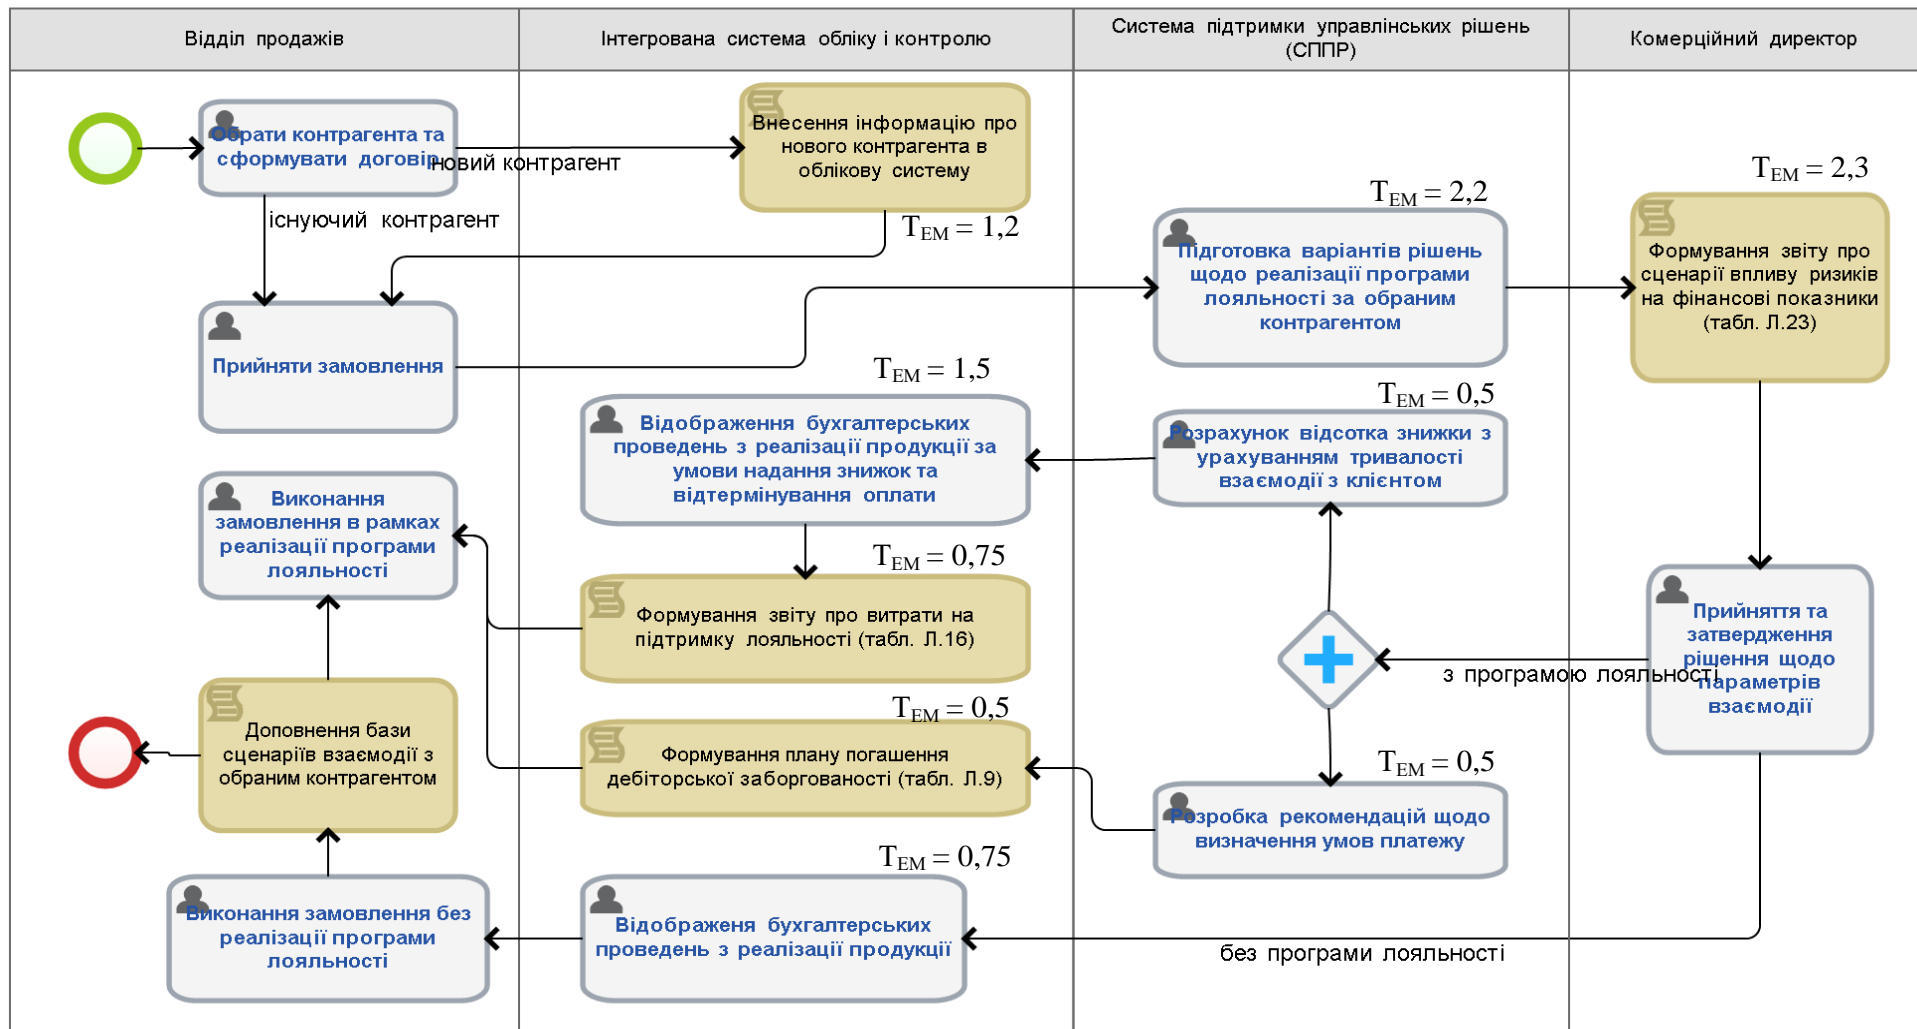 Відділ продажів
Інтегрована система обліку і контролю
Система підтримки управлінських рішень
(СППР)
Комерційний директор
Обрати контрагента та
сформувати договір
новий контрагент
Внесення інформацію про
нового контрагента в
облікову систему
існуючий контрагент
TEM = 1,2
TEM = 2,2
TEM = 2,3
Підготовка варіантів рішень
щодо реалізації програми
лояльності за обраним
контрагентом
Формування звіту про
сценарії впливу ризиків
на фінансові показники
(табл. Л.23)
Прийняти замовлення
TEM = 1,5
TEM = 0,5
Відображення бухгалтерських
проведень з реалізації продукції за
умови надання знижок та
відтермінування оплати
Розрахунок відсотка знижки з
урахуванням тривалості
взаємодії з клієнтом
Виконання
замовлення в рамках
реалізації програми
лояльності
TEM = 0,75
Формування звіту про витрати на
підтримку лояльності (табл. Л.16)
Прийняття та
затвердження
рішення щодо
параметрів
взаємодії
з програмою лояльності
Доповнення бази
сценаріїв взаємодії з
обраним контрагентом
TEM = 0,5
Формування плану погашення
дебіторської заборгованості (табл. Л.9)
TEM = 0,5
Розробка рекомендацій щодо
визначення умов платежу
TEM = 0,75
Виконання замовлення без
реалізації програми
лояльності
Відображеня бухгалтерських
проведень з реалізації продукції
без програми лояльності